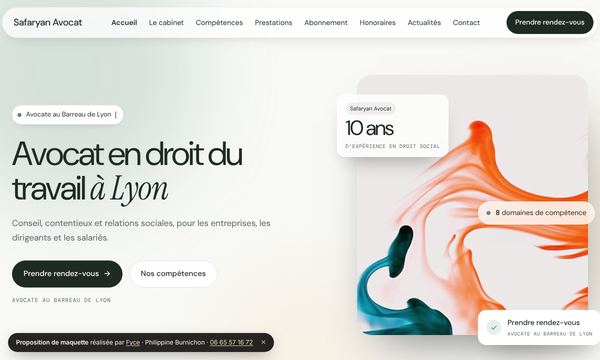 Safaryan Avocat
Accueil Le cabinet Compétences Prestations Abonnement Honoraires Actualités Contact
Prendre rendez-vous
Avocate au Barreau de Lyon |
Avocat en droit du
travail à Lyon
Conseil, contentieux et relations sociales, pour les entreprises, les
dirigeants et les salariés.
Prendre rendez-vous →
Nos compétences
AVOCATE AU BARREAU DE LYON
Safaryan Avocat
10 ans
D'EXPÉRIENCE EN DROIT SOCIAL
8 domaines de compétence
Prendre rendez-vous
AVOCATE AU BARREAU DE LYON
Proposition de maquette réalisée par Fyce · Philippine Burnichon · 06 65 57 16 72 ×